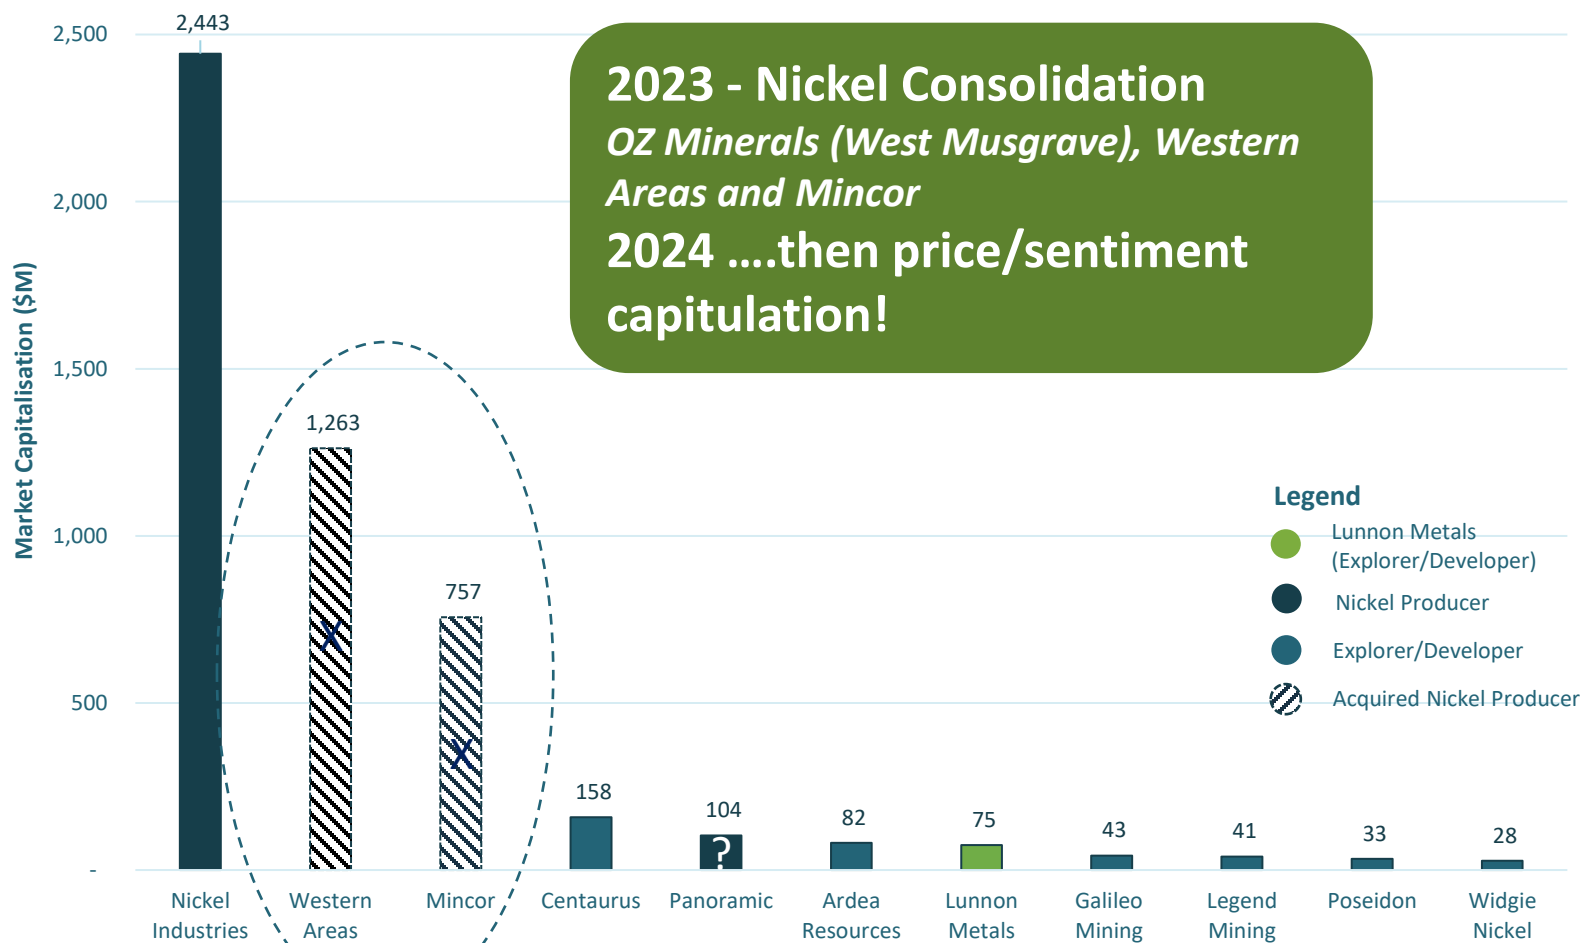 2,443
2,500
2023 - Nickel Consolidation
OZ Minerals (West Musgrave), Western
Areas and Mincor
2024 ....then price/sentiment
capitulation!
2,000
Market Capitalisation ($M)
1,500
1,263
Legend
Lunnon Metals
(Explorer/Developer)
Nickel Producer
Explorer/Developer
Acquired Nickel Producer
1,000
757
X
500
X
158
104
?
82
75
43
41
33
28
-
Nickel
Industries
Western
Areas
Mincor
Centaurus
Panoramic
Ardea
Resources
Lunnon
Metals
Galileo
Mining
Legend
Mining
Poseidon
Widgie
Nickel